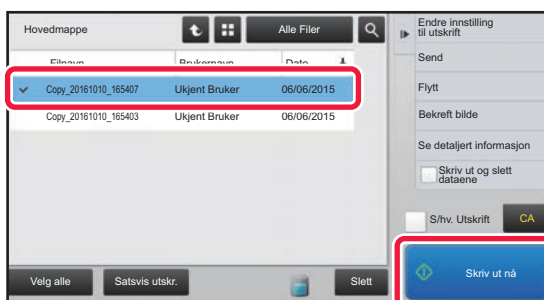 Hovedmappe
Alle Filer
Filnavn Brukernavn Dato
Copy_20161010_165407 Ukjent Bruker 06/06/2015
Copy_20161010_165403 Ukjent Bruker 06/06/2015
Velg alle Satsvis utskr. Slett
Endre innstilling
til utskrift
Send
Flytt
Bekreft bilde
Se detaljert informasjon
Skriv ut og slett
dataene
S/hv. Utskrift CA
Skriv ut nå